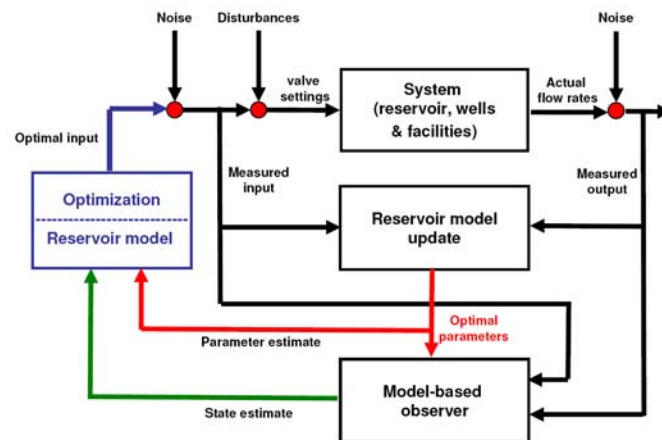 Noise
Disturbances
Noise
valve
settings
System
(reservoir, wells
& facilities)
Actual
flow rates
Optimal input
Measured
input
Measured
output
Optimization
Reservoir model
Reservoir model
update
Optimal
parameters
Parameter estimate
Model-based
observer
State estimate